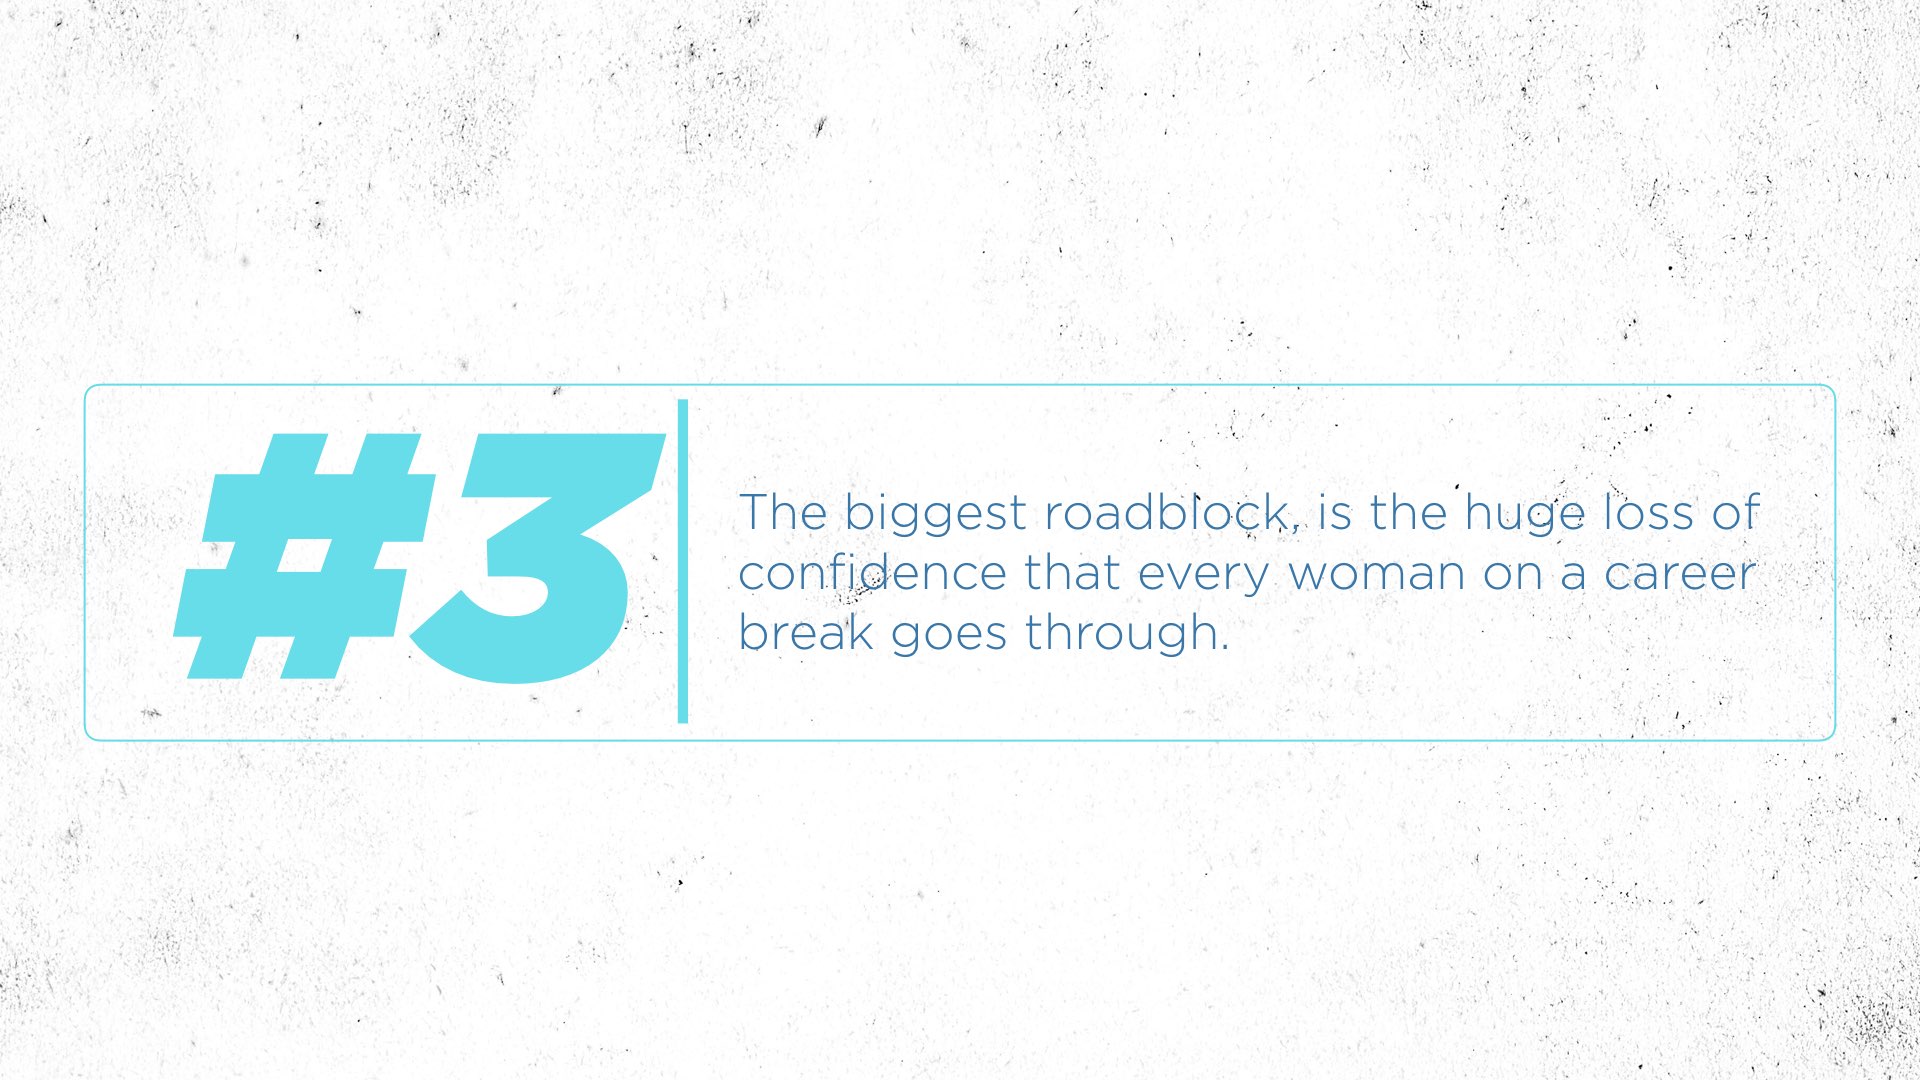 #3
The biggest roadblock, is the huge loss of
confidence that every woman on a career
break goes through.